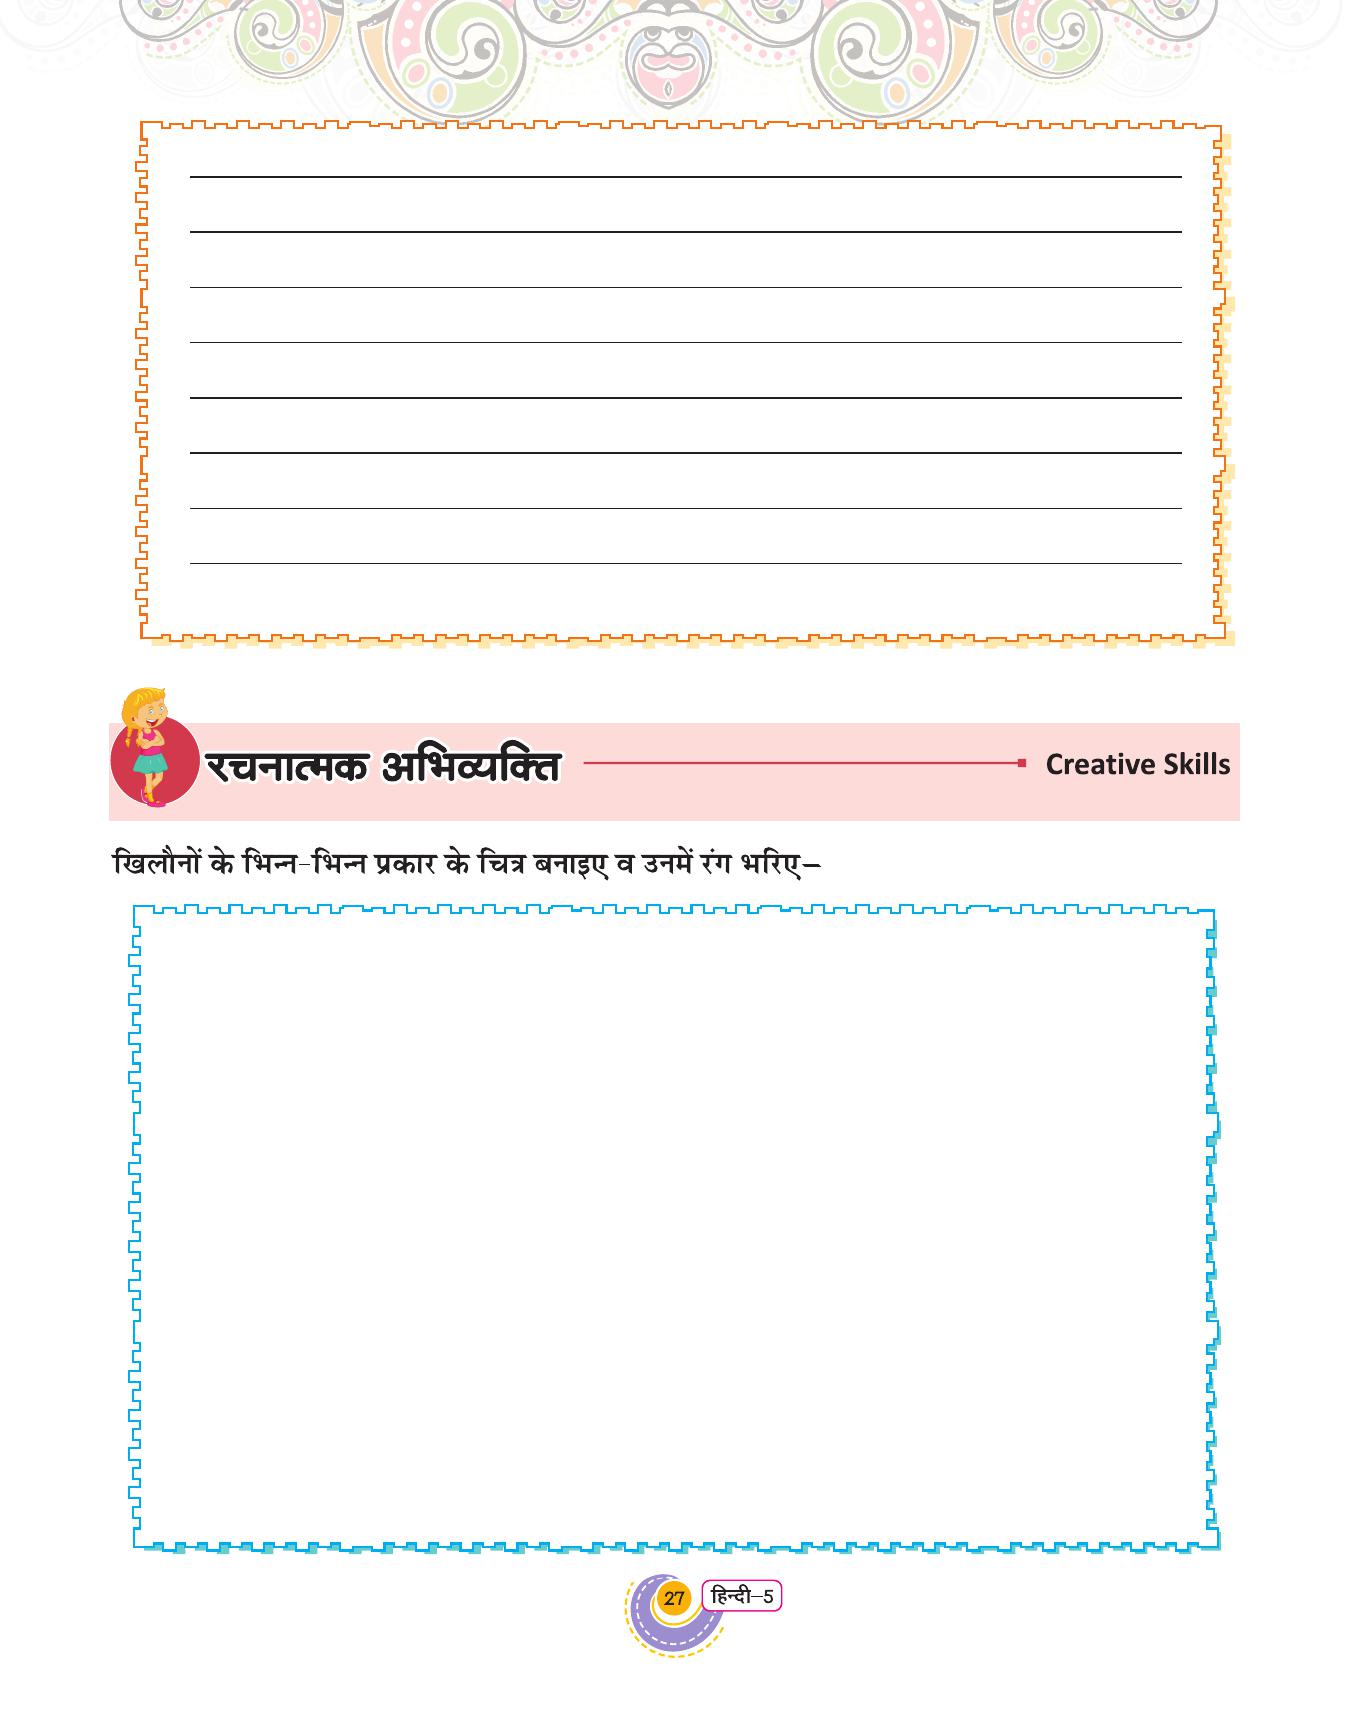 रचनात्मक अभिव्यक्ति Creative Skills
खिलौनों के भिन्न-भिन्न प्रकार के चित्र बनाइए व उनमें रंग भरिए–
27 हिन्दी–5